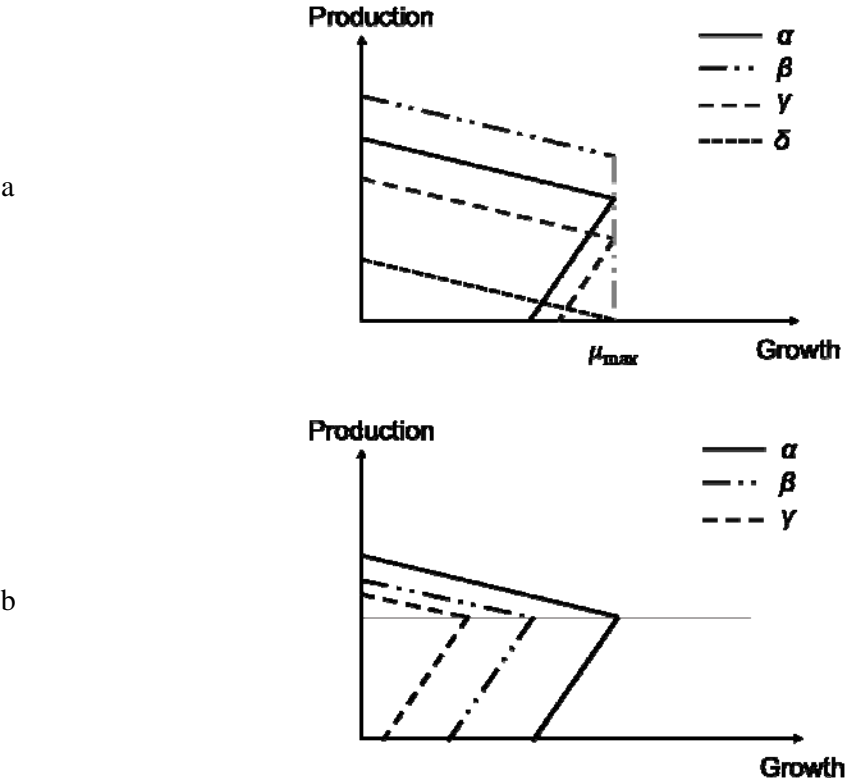 a
Production
α
β
γ
δ
μmax
Growth
b
Production
α
β
γ
Growth